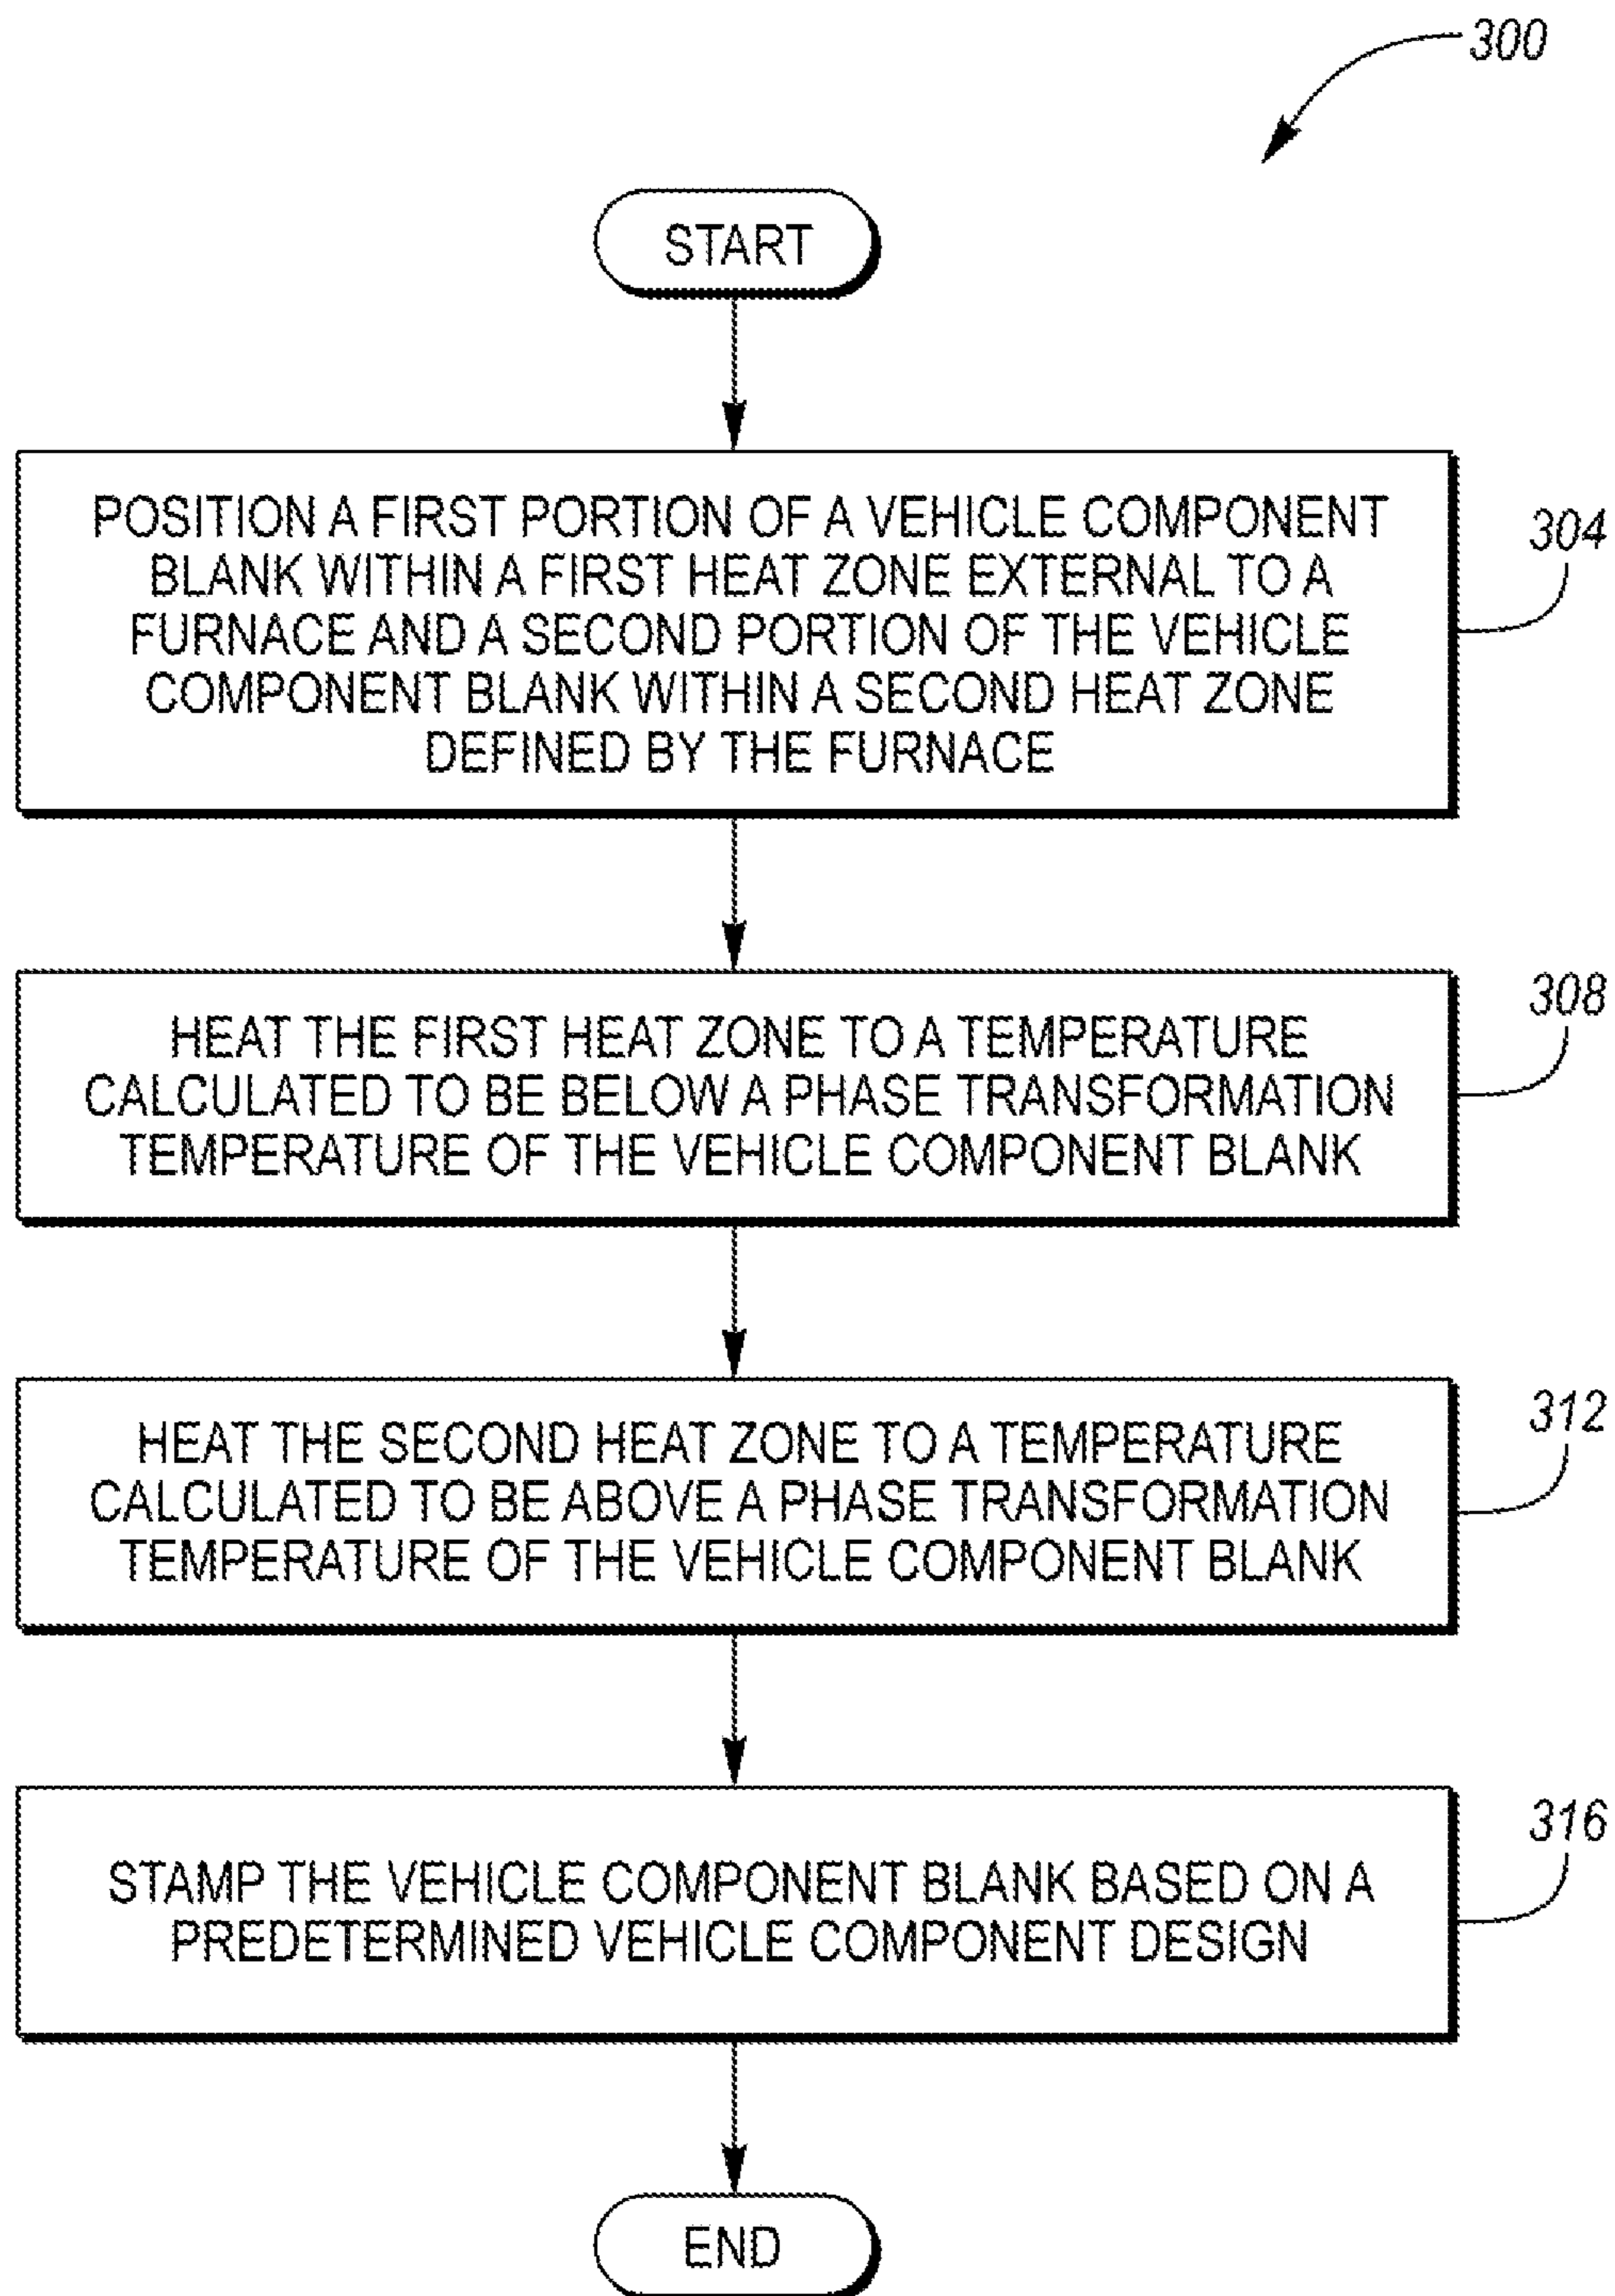 300
START
POSITION A FIRST PORTION OF A VEHICLE COMPONENT
BLANK WITHIN A FIRST HEAT ZONE EXTERNAL TO A
FURNACE AND A SECOND PORTION OF THE VEHICLE
COMPONENT BLANK WITHIN A SECOND HEAT ZONE
DEFINED BY THE FURNACE
304
HEAT THE FIRST HEAT ZONE TO A TEMPERATURE
CALCULATED TO BE BELOW A PHASE TRANSFORMATION
TEMPERATURE OF THE VEHICLE COMPONENT BLANK
308
HEAT THE SECOND HEAT ZONE TO A TEMPERATURE
CALCULATED TO BE ABOVE A PHASE TRANSFORMATION
TEMPERATURE OF THE VEHICLE COMPONENT BLANK
312
STAMP THE VEHICLE COMPONENT BLANK BASED ON A
PREDETERMINED VEHICLE COMPONENT DESIGN
316
END